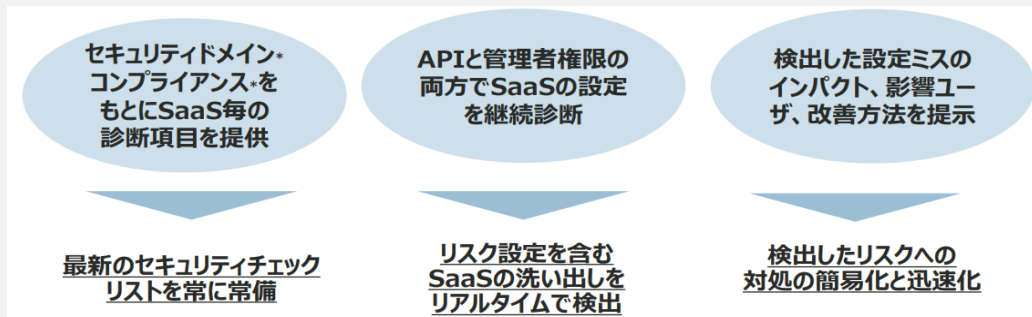 セキュリティドメイン*
コンプライアンス*を
もとにSaaS毎の
診断項目を提供
APIと管理者権限の
両方でSaaSの設定
を継続診断
検出した設定ミスの
インパクト、影響ユー
ザ、改善方法を提示
最新のセキュリティチェック
リストを常に常備
リスク設定を含む
SaaSの洗い出しを
リアルタイムで検出
検出したリスクへの
対処の簡易化と迅速化